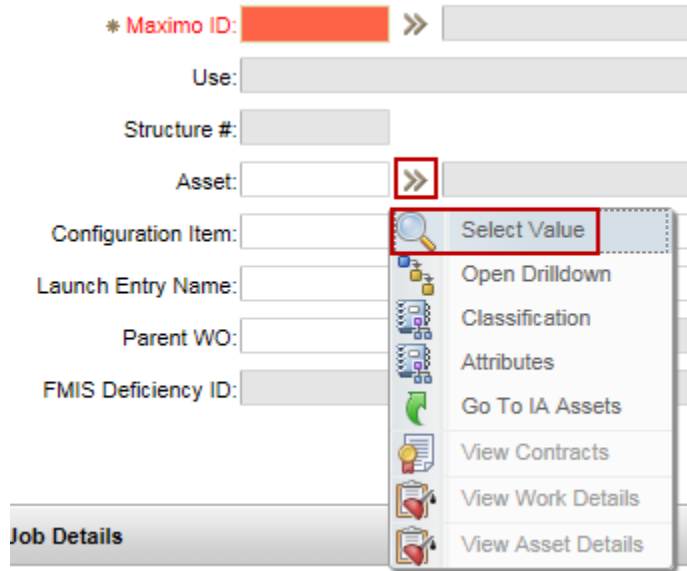 * Maximo ID:
Use:
Structure #:
Asset:
Configuration Item:
Select Value
Launch Entry Name:
Open Drilldown
Parent WO:
Classification
FMIS Deficiency ID:
Attributes
Go To IA Assets
View Contracts
View Work Details
Job Details
View Asset Details